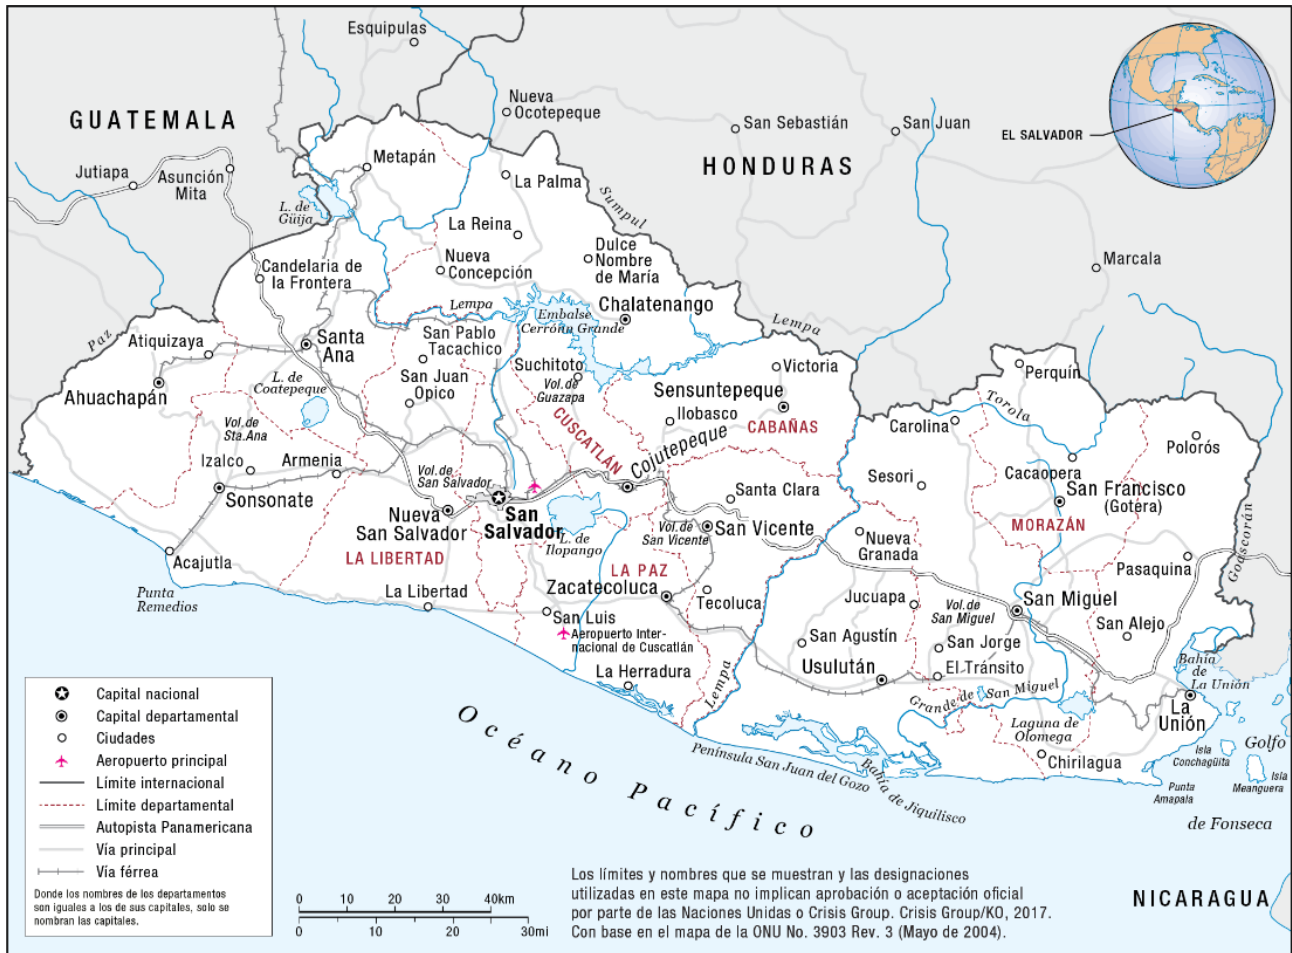 Esquipulas
Nueva
Ocotepeque
GUATEMALA
San Sebastián
San Juan
EL SALVADOR
HONDURAS
Jutiapa
Asunción
Mita
Metapán
La Palma
L. de
Güija
Sumpul
La Reina
Nueva
Concepción
Dulce
Nombre
de María
Marcala
Candelaria de
la Frontera
Lempa
Chalatenango
Embalse
Cerrón Grande
Lempa
Paz
Atiquizaya
Santa
Ana
San Pablo
Tacachico
Suchitoto
Vol. de
Guazapa
Victoria
Perquín
Ahuachapán
L. de
Coatepeque
San Juan
Opico
Sensuntepeque
Ilobasco
CABAÑAS
Torola
Carolina
CUSCATLÁN
Cojutepeque
Vol. de
Sta.Ana
Izalco
Armenia
Polorós
Cacaopera
Sesori
Vol. de
San Salvador
Sonsonate
Santa Clara
San Francisco
(Gotera)
Nueva
San Salvador
San
Salvador
L. de
Ilopango
Vol. de
San Vicente
San Vicente
Nueva
Granada
MORAZÁN
Goascorán
LA LIBERTAD
Acajutla
LA PAZ
Pasaquina
Punta
Remedios
La Libertad
Zacatecoluca
Tecoluca
Jucuapa
Vol. de
San Miguel
San Miguel
San Luis
Aeropuerto Inter-
nacional de Cuscatlán
San Agustín
San Jorge
San Alejo
La Herradura
Usulután
El Tránsito
Bahía
de
La Unión
Lempa
Grande de San Miguel
La
Unión
Laguna de
Olomega
Chirilagua
Isla
Conchagüita
Golfo
Isla
Meanguera
Punta
Amapala
de Fonseca
Península San Juan del Gozo
Bahía de Jiquilisco
Océano Pacífico
NICARAGUA
Capital nacional
Capital departamental
Ciudades
Aeropuerto principal
Límite internacional
Límite departamental
Autopista Panamericana
Vía principal
Vía férrea
Donde los nombres de los departamentos
son iguales a los de sus capitales, solo se
nombran las capitales.
0 10 20 30 40km
0 10 20 30mi
Los límites y nombres que se muestran y las designaciones
utilizadas en este mapa no implican aprobación o aceptación oficial
por parte de las Naciones Unidas o Crisis Group. Crisis Group/KO, 2017.
Con base en el mapa de la ONU No. 3903 Rev. 3 (Mayo de 2004).